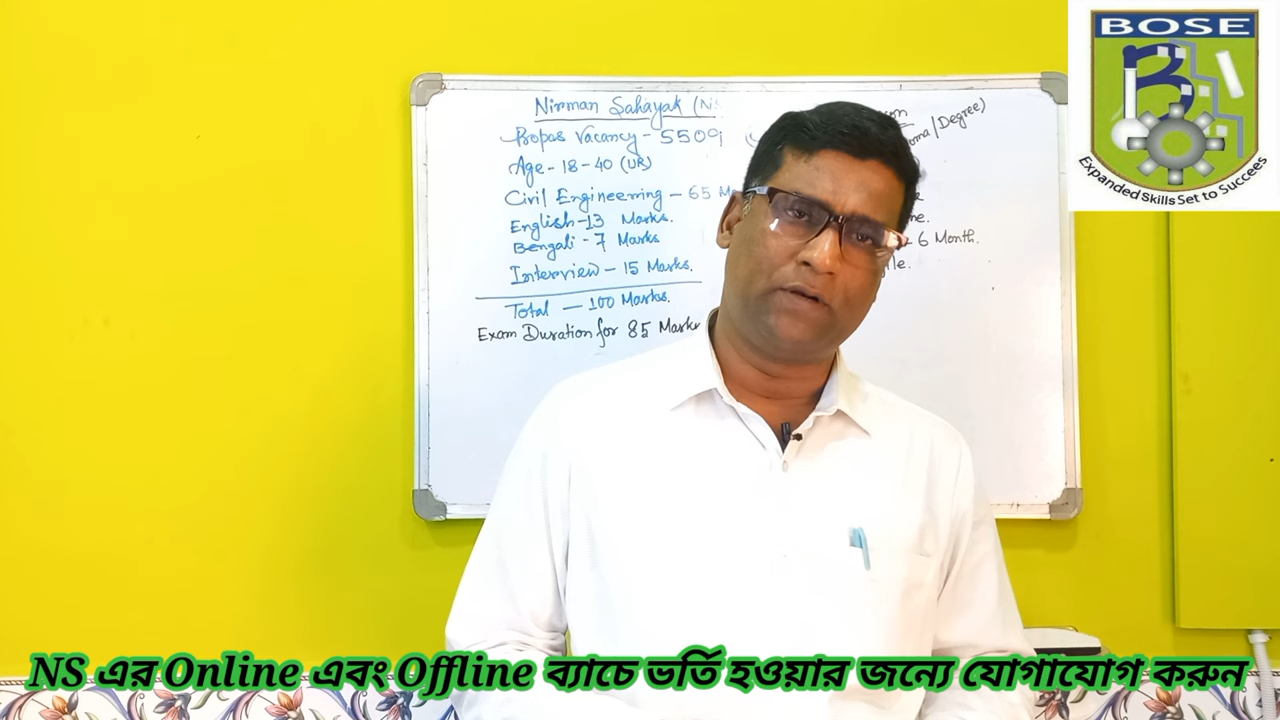 BOSE
Expanded Skills Set to Succees
Nirman Sahayak (NS
Propos Vacancy - 5509
Age - 18 - 40 (UR)
Civil Engineering - 65 M
English - 13 Marks.
Bengali - 7 Marks
Interview - 15 Marks.
Total - 100 Marks.
Exam Duration for 85 Marks
oma / Degree)
6 Month.
NS এর Online এবং Offline ব্যাচে ভর্তি হওয়ার জন্যে যোগাযোগ করুন